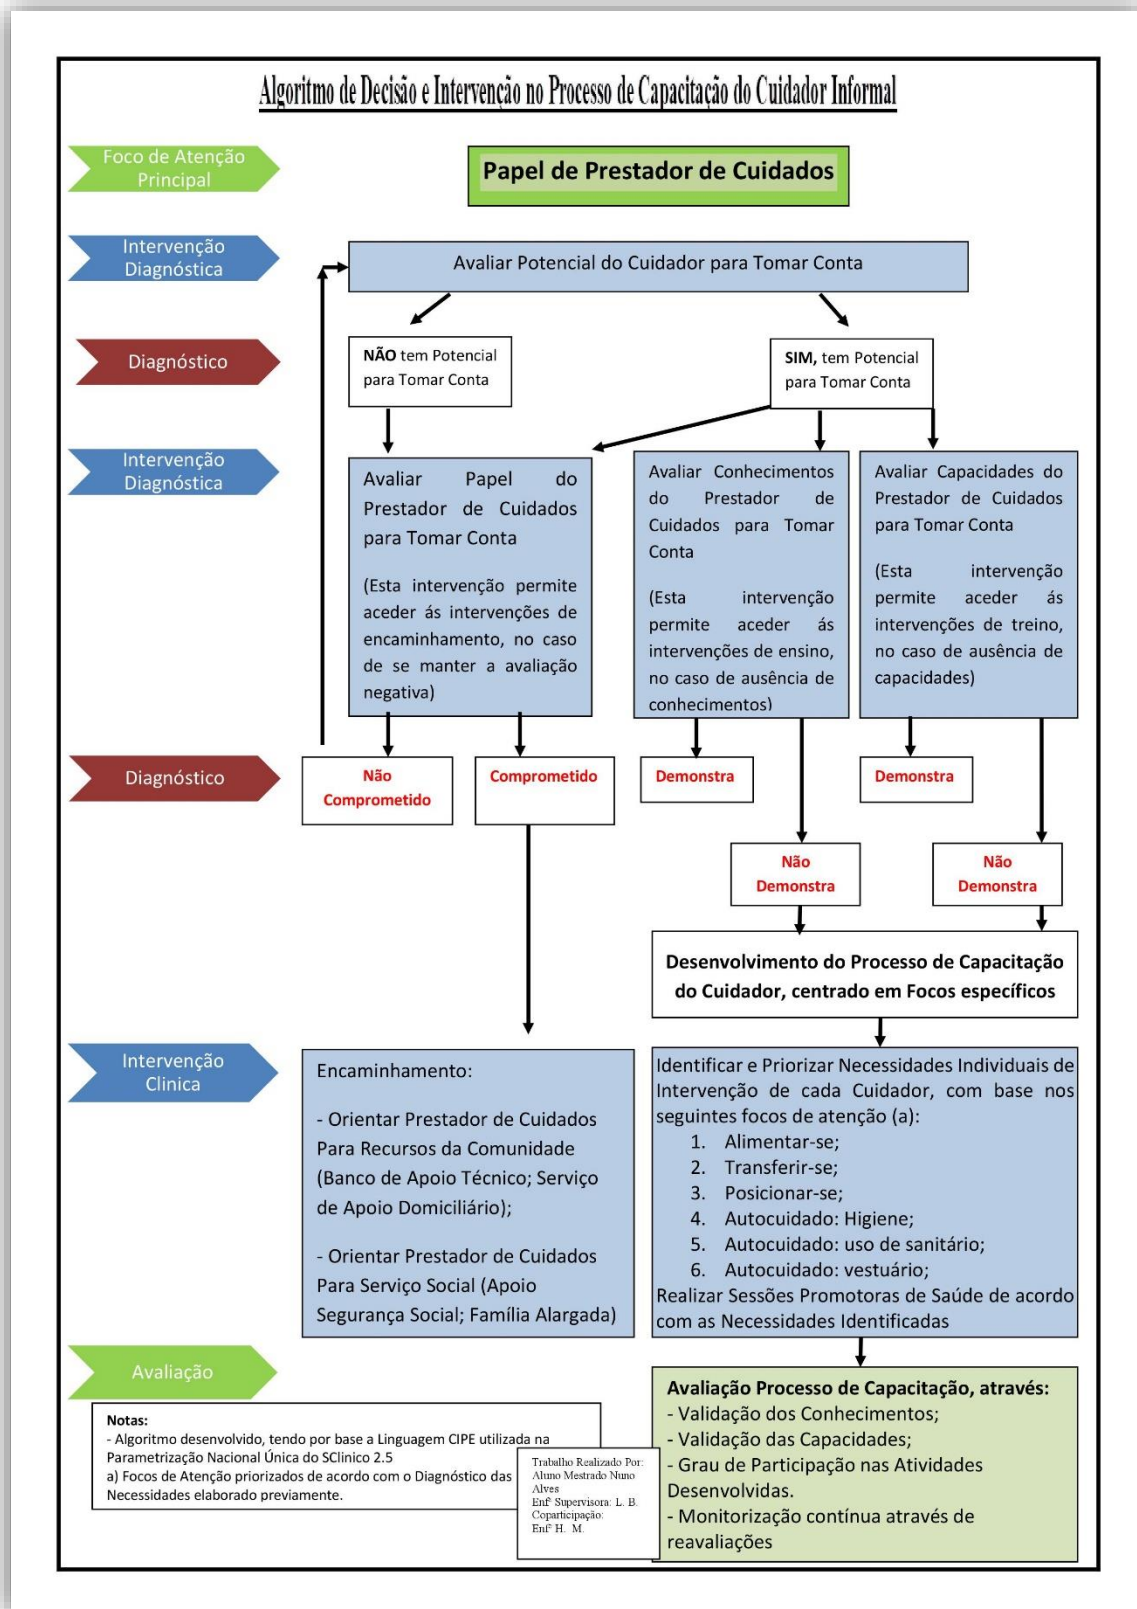 Algoritmo de Decisão e Intervenção no Processo de Capacitação do Cuidador Informal
Foco de Atenção
Principal
Papel de Prestador de Cuidados
Intervenção
Diagnóstica
Avaliar Potencial do Cuidador para Tomar Conta
Diagnóstico
NÃO tem Potencial
para Tomar Conta
SIM, tem Potencial
para Tomar Conta
Intervenção
Diagnóstica
Avaliar Papel do
Prestador de Cuidados
para Tomar Conta
(Esta intervenção permite
aceder ás intervenções de
encaminhamento, no caso
de se manter a avaliação
negativa)
Avaliar Conhecimentos
do Prestador de
Cuidados para Tomar
Conta
(Esta intervenção
permite aceder ás
intervenções de ensino,
no caso de ausência de
conhecimentos)
Avaliar Capacidades do
Prestador de Cuidados
para Tomar Conta
(Esta intervenção
permite aceder ás
intervenções de treino,
no caso de ausência de
capacidades)
Diagnóstico
Não
Comprometido
Comprometido
Demonstra
Demonstra
Não
Demonstra
Não
Demonstra
Desenvolvimento do Processo de Capacitação
do Cuidador, centrado em Focos específicos
Intervenção
Clinica
Encaminhamento:
- Orientar Prestador de Cuidados
Para Recursos da Comunidade
(Banco de Apoio Técnico; Serviço
de Apoio Domiciliário);
- Orientar Prestador de Cuidados
Para Serviço Social (Apoio
Segurança Social; Família Alargada)
Identificar e Priorizar Necessidades Individuais de
Intervenção de cada Cuidador, com base nos
seguintes focos de atenção (a):
1. Alimentar-se;
2. Transferir-se;
3. Posicionar-se;
4. Autocuidado: Higiene;
5. Autocuidado: uso de sanitário;
6. Autocuidado: vestuário;
Realizar Sessões Promotoras de Saúde de acordo
com as Necessidades Identificadas
Avaliação
Avaliação Processo de Capacitação, através:
- Validação dos Conhecimentos;
- Validação das Capacidades;
- Grau de Participação nas Atividades
Desenvolvidas.
- Monitorização contínua através de
reavaliações
Notas:
- Algoritmo desenvolvido, tendo por base a Linguagem CIPE utilizada na
Parametrização Nacional Única do SClinico 2.5
a) Focos de Atenção priorizados de acordo com o Diagnóstico das
Necessidades elaborado previamente.
Trabalho Realizado Por:
Aluno Mestrado Nuno
Alves
Enfª Supervisora: L. B.
Coparticipação:
Enfª H. M.